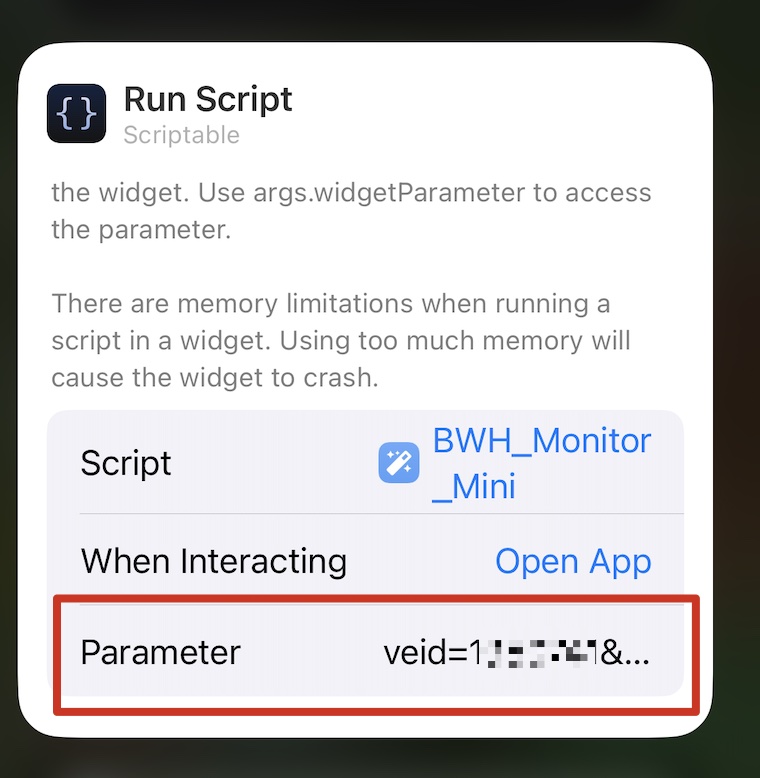 {}
Run Script
Scriptable
the widget. Use args.widgetParameter to access
the parameter.
There are memory limitations when running a
script in a widget. Using too much memory will
cause the widget to crash.
Script
BWH_Monitor
_Mini
When Interacting
Open App
Parameter
veid=1 &...